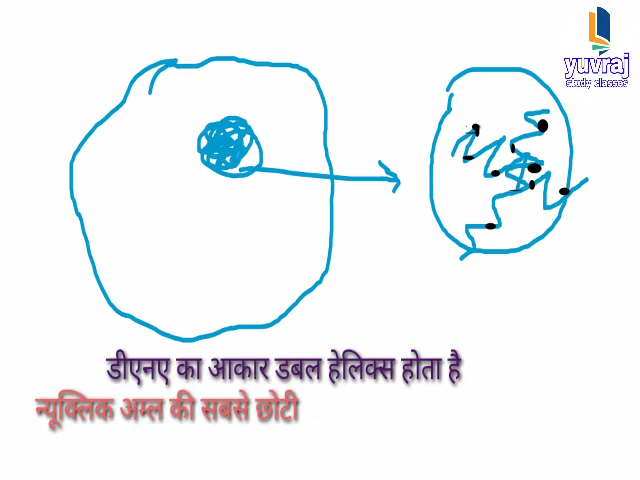 yuvraj
study classes
डीएनए का आकार डबल हेलिक्स होता है
न्यूक्लिक अम्ल की सबसे छोटी